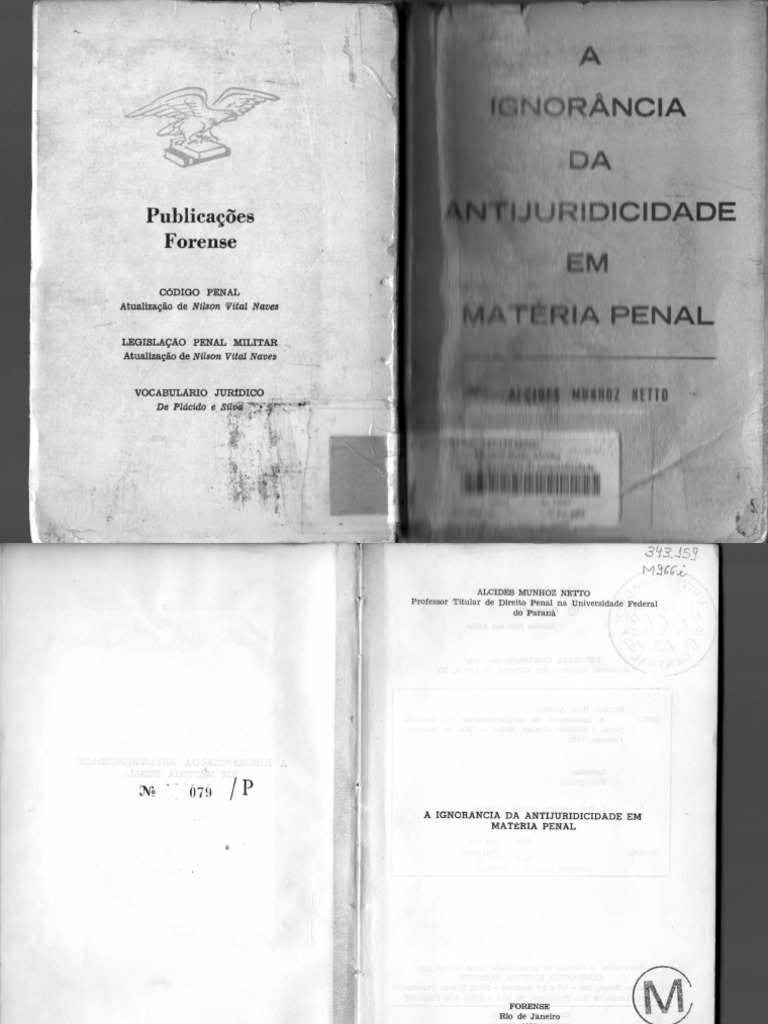 Publicações
Forense
CÓDIGO PENAL
Atualização de Nilson Vital Naves
LEGISLAÇÃO PENAL MILITAR
Atualização de Nilson Vital Naves
VOCABULÁRIO JURÍDICO
De Plácido e Silva
A
IGNORÂNCIA
DA
ANTIJURIDICIDADE
EM
MATÉRIA PENAL
ALCIDES MUNHOZ NETTO
Nº 079 /P
343.159
M966i
ALCIDES MUNHOZ NETTO
Professor Titular de Direito Penal na Universidade Federal
do Paraná
A IGNORÂNCIA DA ANTIJURIDICIDADE EM
MATÉRIA PENAL
FORENSE
Rio de Janeiro
M